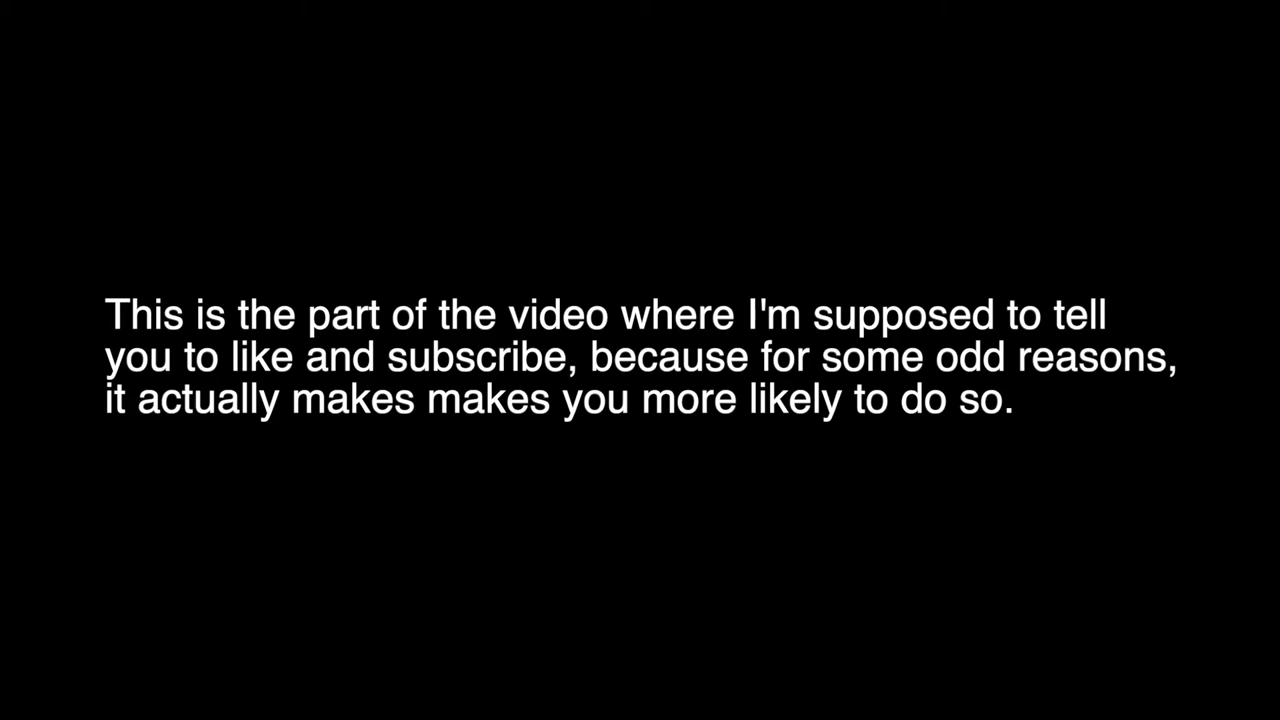 This is the part of the video where I'm supposed to tell
you to like and subscribe, because for some odd reasons,
it actually makes makes you more likely to do so.